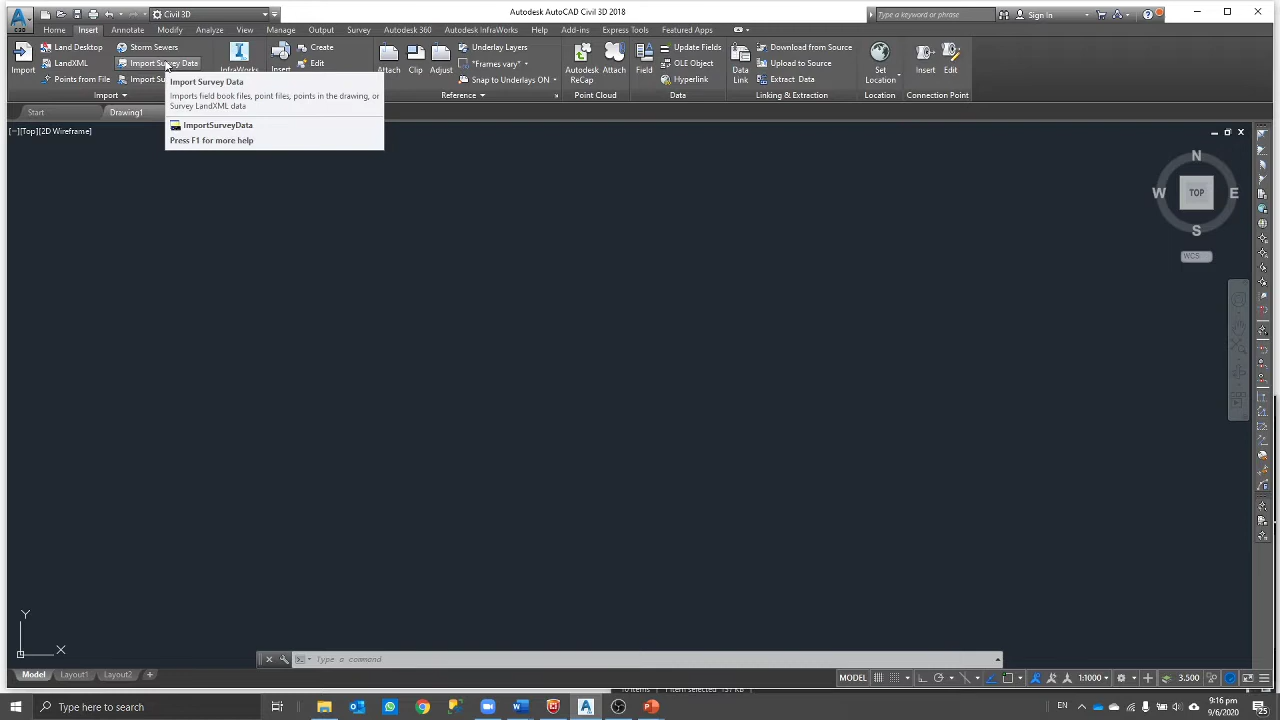 Civil 3D
Autodesk AutoCAD Civil 3D 2018
Type a keyword or phrase
Sign In
C3D
Home Insert Annotate Modify Analyze View Manage Output Survey Autodesk 360 Help Add-ins Autodesk InfraWorks Express Tools Featured Apps
Import
Land Desktop
LandXML
Points from File
Storm Sewers
Import Survey Data
Import Su
Import
InfraWorks
Insert
Create
Edit
Attach
Clip
Adjust
Underlay Layers
*Frames vary*
Snap to Underlays ON
Reference
Autodesk ReCap
Attach
Point Cloud
Field
Update Fields
OLE Object
Hyperlink
Data
Data Link
Download from Source
Upload to Source
Extract Data
Linking & Extraction
Set Location
Location
Insert
Edit
Connection Point
Import Survey Data
Imports field book files, point files, points in the drawing, or
Survey LandXML data
ImportSurveyData
Press F1 for more help
Start
Drawing1
[−][Top][2D Wireframe]
N
W
TOP
E
S
WCS
Y
X
Type a command
Model Layout1 Layout2
MODEL
1:1000
3.500
Type here to search
EN
9:16 pm
9/6/2020
25